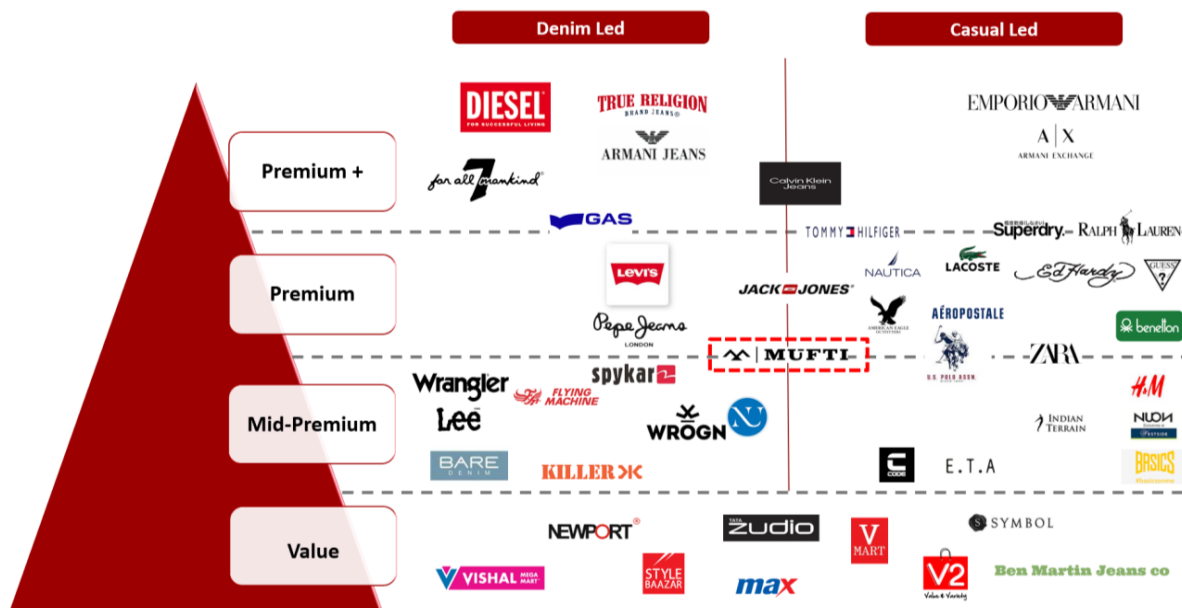 Denim Led
Casual Led
Premium +
DIESEL
FOR SUCCESSFUL LIVING
TRUE RELIGION
BRAND JEANS®
ARMANI JEANS
for all 7 mankind®
GAS
Calvin Klein
Jeans
EMPORIO ARMANI
A | X
ARMANI EXCHANGE
TOMMY HILFIGER
Superdry.
RALPH LAUREN
Premium
LEVI'S
Pepe Jeans
LONDON
JACK & JONES®
NAUTICA
LACOSTE
Ed Hardy
GUESS
?
AMERICAN EAGLE
OUTFITTERS
AÉROPOSTALE
benetton
MUFTI
U.S. POLO ASSN.
ZARA
Mid-Premium
Wrangler
FLYING
MACHINE
spykar
Lee
WROGN
NU
BARE
DENIM
KILLER
H&M
INDIAN
TERRAIN
NUON
WESTSIDE
C
CODE
E.T.A
BASICS
Value
NEWPORT®
TATA
ZUDIO
V
MART
S SYMBOL
VISHAL MEGA
MART
STYLE
BAAZAR
max
V2
Value & Variety
Ben Martin Jeans co